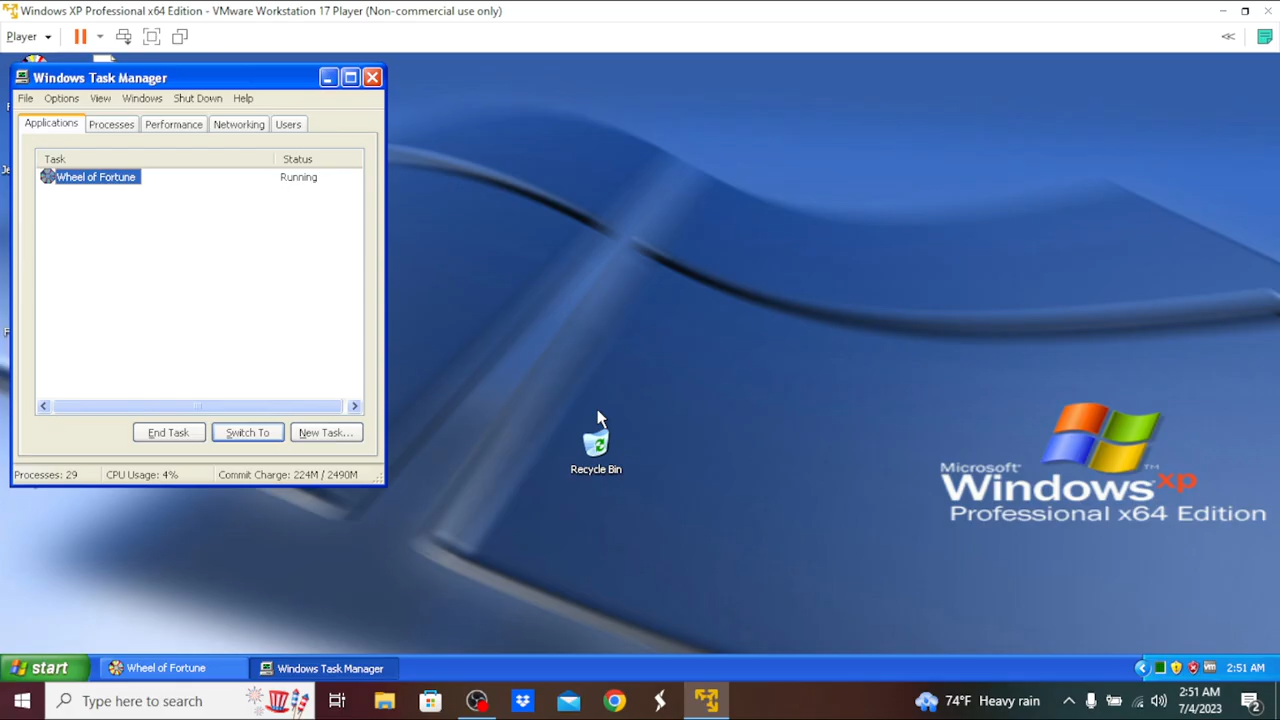 Windows XP Professional x64 Edition - VMware Workstation 17 Player (Non-commercial use only)
Player
Windows Task Manager
File Options View Windows Shut Down Help
Applications Processes Performance Networking Users
Task Status
Wheel of Fortune Running
End Task Switch To New Task...
Processes: 29 CPU Usage: 4% Commit Charge: 224M / 2490M
Recycle Bin
Microsoft
Windows xp
Professional x64 Edition
start Wheel of Fortune Windows Task Manager 2:51 AM
Type here to search 74°F Heavy rain 2:51 AM
7/4/2023 2